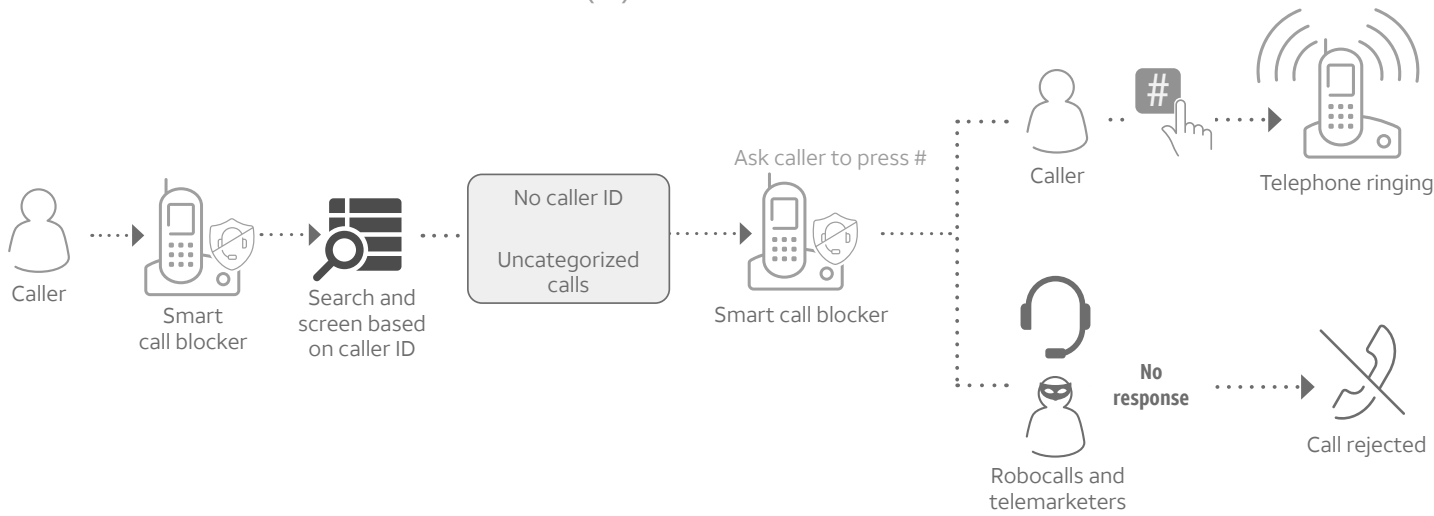 Caller
Smart
call blocker
Search and
screen based
on caller ID
No caller ID
Uncategorized
calls
Ask caller to press #
Smart call blocker
Caller
#
Telephone ringing
No
response
Robocalls and
telemarketers
Call rejected